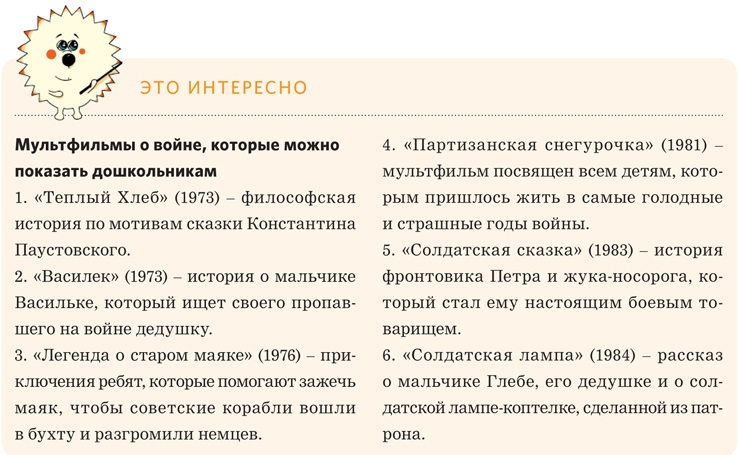 ЭТО ИНТЕРЕСНО
Мультфильмы о войне, которые можно
показать дошкольникам
1. «Теплый Хлеб» (1973) – философская
история по мотивам сказки Константина
Паустовского.
2. «Василек» (1973) – история о мальчике
Васильке, который ищет своего пропав-
шего на войне дедушку.
3. «Легенда о старом маяке» (1976) – при-
ключения ребят, которые помогают зажечь
маяк, чтобы советские корабли вошли
в бухту и разгромили немцев.
4. «Партизанская снегурочка» (1981) –
мультфильм посвящен всем детям, кото-
рым пришлось жить в самые голодные
и страшные годы войны.
5. «Солдатская сказка» (1983) – история
фронтовика Петра и жука-носорога, ко-
торый стал ему настоящим боевым то-
варищем.
6. «Солдатская лампа» (1984) – рассказ
о мальчике Глебе, его дедушке и о сол-
датской лампе-коптелке, сделанной из пат-
рона.